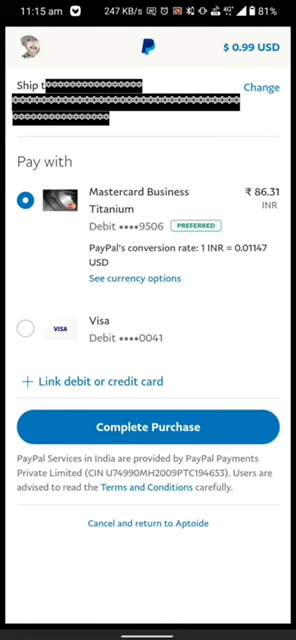 11:15 am 247 KB/s 4G+ 81%
$ 0.99 USD
Ship t
Change
Pay with
Mastercard Business
Titanium
₹ 86.31
INR
Debit ••••9506 PREFERRED
PayPal's conversion rate: 1 INR = 0.01147
USD
See currency options
VISA
Visa
Debit ••••0041
+ Link debit or credit card
Complete Purchase
PayPal Services in India are provided by PayPal Payments
Private Limited (CIN U74990MH2009PTC194653). Users are
advised to read the Terms and Conditions carefully.
Cancel and return to Aptoide